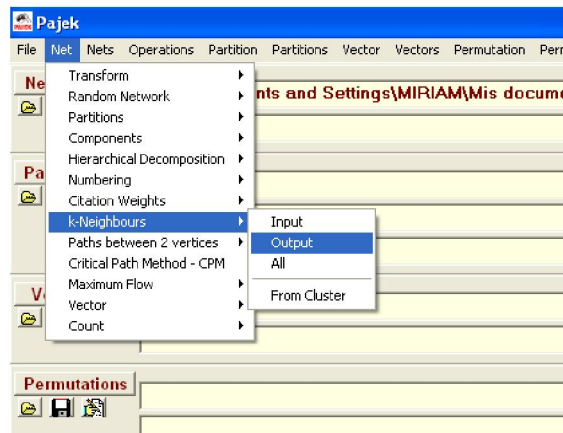 Pajek
File Net Nets Operations Partition Partitions Vector Vectors Permutation
Transform
Random Network
Partitions
Components
Hierarchical Decomposition
Numbering
Citation Weights
k-Neighbours
Paths between 2 vertices
Critical Path Method - CPM
Maximum Flow
Vector
Count
Input
Output
All
From Cluster
Ne
nts and Settings\MIRIAM\Mis docume
Pa
V
Permutations